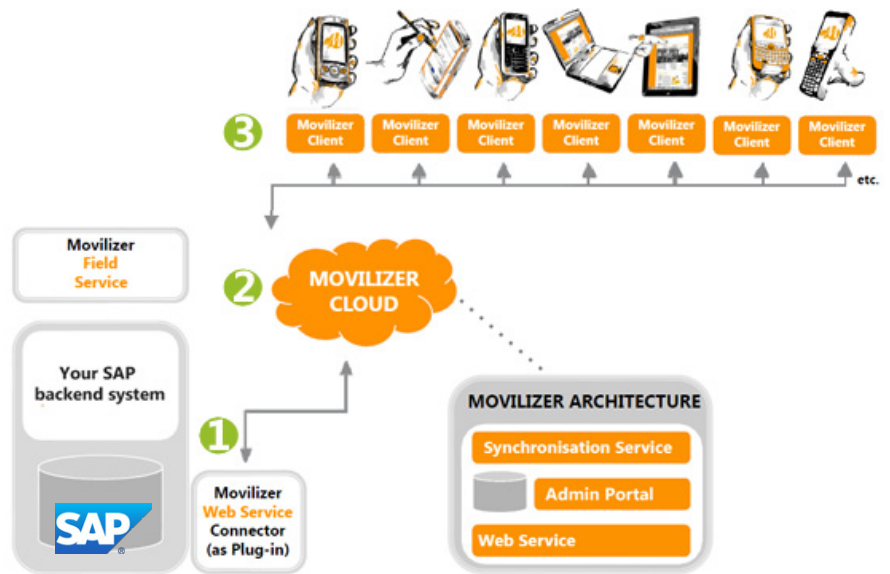 3
Movilizer
Client
Movilizer
Client
Movilizer
Client
Movilizer
Client
Movilizer
Client
Movilizer
Client
Movilizer
Client
etc.
Movilizer
Field
Service
2
MOVILIZER
CLOUD
Your SAP
backend system
1
SAP
®
Movilizer
Web Service
Connector
(as Plug-in)
MOVILIZER ARCHITECTURE
Synchronisation Service
Admin Portal
Web Service